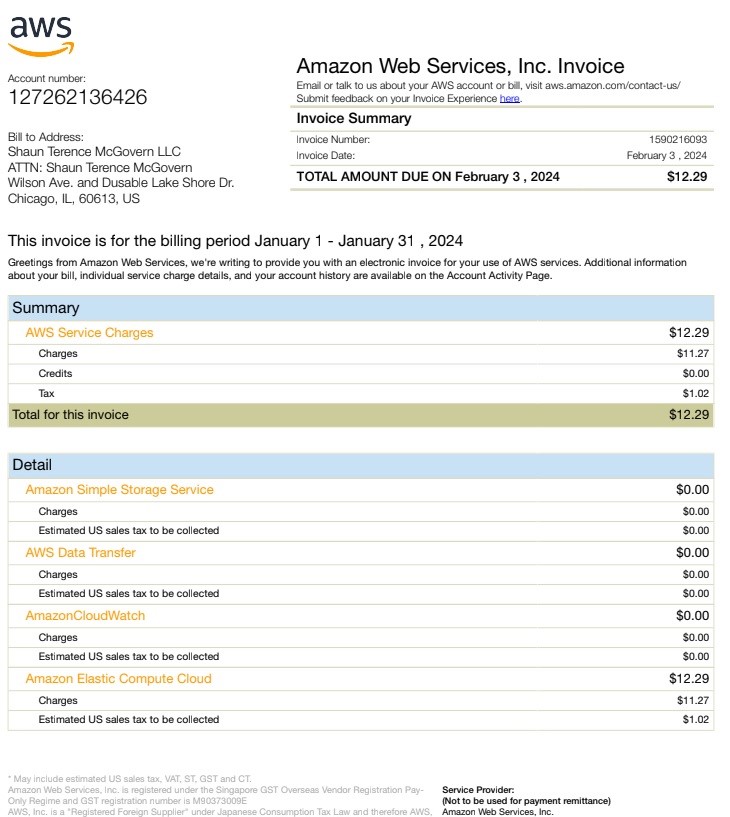 aws
Account number:
127262136426
Bill to Address:
Shaun Terence McGovern LLC
ATTN: Shaun Terence McGovern
Wilson Ave. and Dusable Lake Shore Dr.
Chicago, IL, 60613, US
Amazon Web Services, Inc. Invoice
Email or talk to us about your AWS account or bill, visit aws.amazon.com/contact-us/
Submit feedback on your Invoice Experience here.
Invoice Summary
Invoice Number: 1590216093
Invoice Date: February 3 , 2024
TOTAL AMOUNT DUE ON February 3 , 2024 $12.29
This invoice is for the billing period January 1 - January 31 , 2024
Greetings from Amazon Web Services, we're writing to provide you with an electronic invoice for your use of AWS services. Additional information
about your bill, individual service charge details, and your account history are available on the Account Activity Page.
Summary
AWS Service Charges $12.29
Charges $11.27
Credits $0.00
Tax $1.02
Total for this invoice $12.29
Detail
Amazon Simple Storage Service $0.00
Charges $0.00
Estimated US sales tax to be collected $0.00
AWS Data Transfer $0.00
Charges $0.00
Estimated US sales tax to be collected $0.00
AmazonCloudWatch $0.00
Charges $0.00
Estimated US sales tax to be collected $0.00
Amazon Elastic Compute Cloud $12.29
Charges $11.27
Estimated US sales tax to be collected $1.02
* May include estimated US sales tax, VAT, ST, GST and CT.
Amazon Web Services, Inc. is registered under the Singapore GST Overseas Vendor Registration Pay-
Only Regime and GST registration number is M90373009E
AWS, Inc. is a "Registered Foreign Supplier" under Japanese Consumption Tax Law and therefore AWS,
Service Provider:
(Not to be used for payment remittance)
Amazon Web Services, Inc.